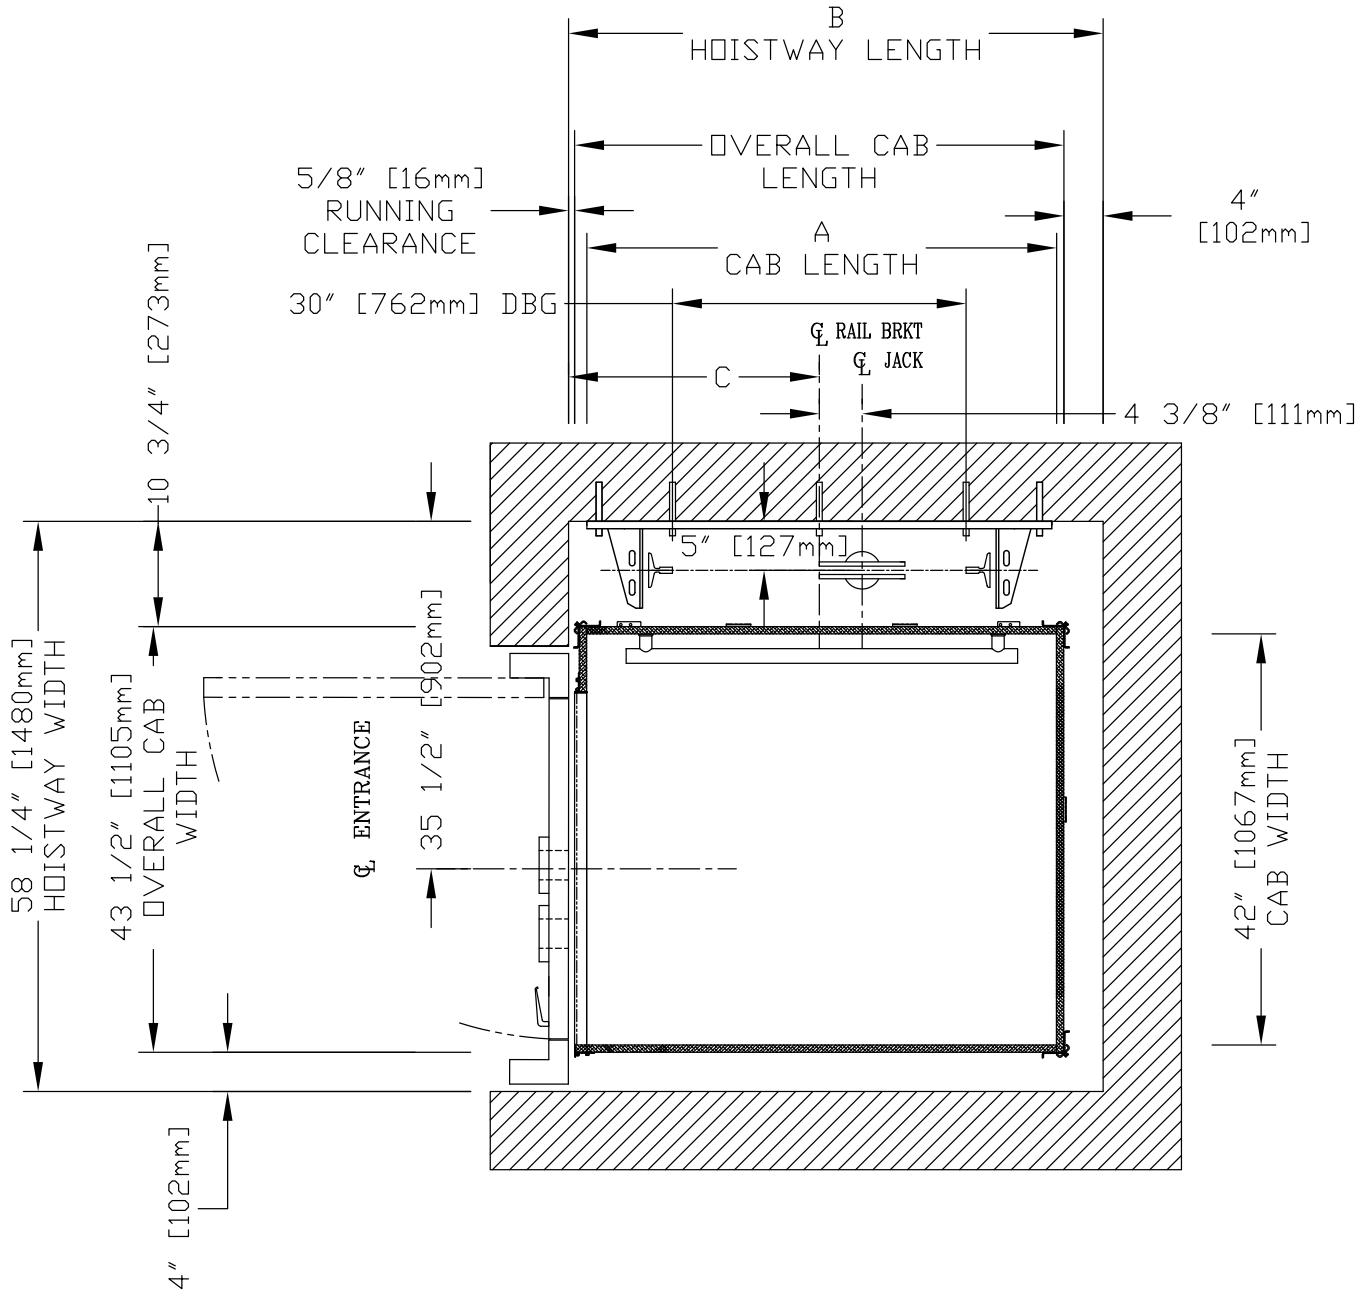 B
HOISTWAY LENGTH
OVERALL CAB
LENGTH
5/8" [16mm]
RUNNING
CLEARANCE
4"
[102mm]
A
CAB LENGTH
30" [762mm] DBG
℄ RAIL BRKT
℄ JACK
C
4 3/8" [111mm]
10 3/4" [273mm]
5" [127mm]
58 1/4" [1480mm]
HOISTWAY WIDTH
43 1/2" [1105mm]
OVERALL CAB
WIDTH
℄ ENTRANCE
35 1/2" [902mm]
42" [1067mm]
CAB WIDTH
4" [102mm]